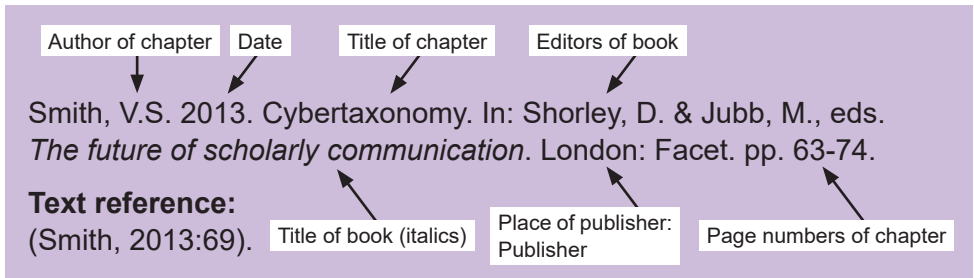 Author of chapter Date Title of chapter Editors of book
Smith, V.S. 2013. Cybertaxonomy. In: Shorley, D. & Jubb, M., eds.
The future of scholarly communication. London: Facet. pp. 63-74.
Text reference:
(Smith, 2013:69).
Title of book (italics)
Place of publisher:
Publisher
Page numbers of chapter